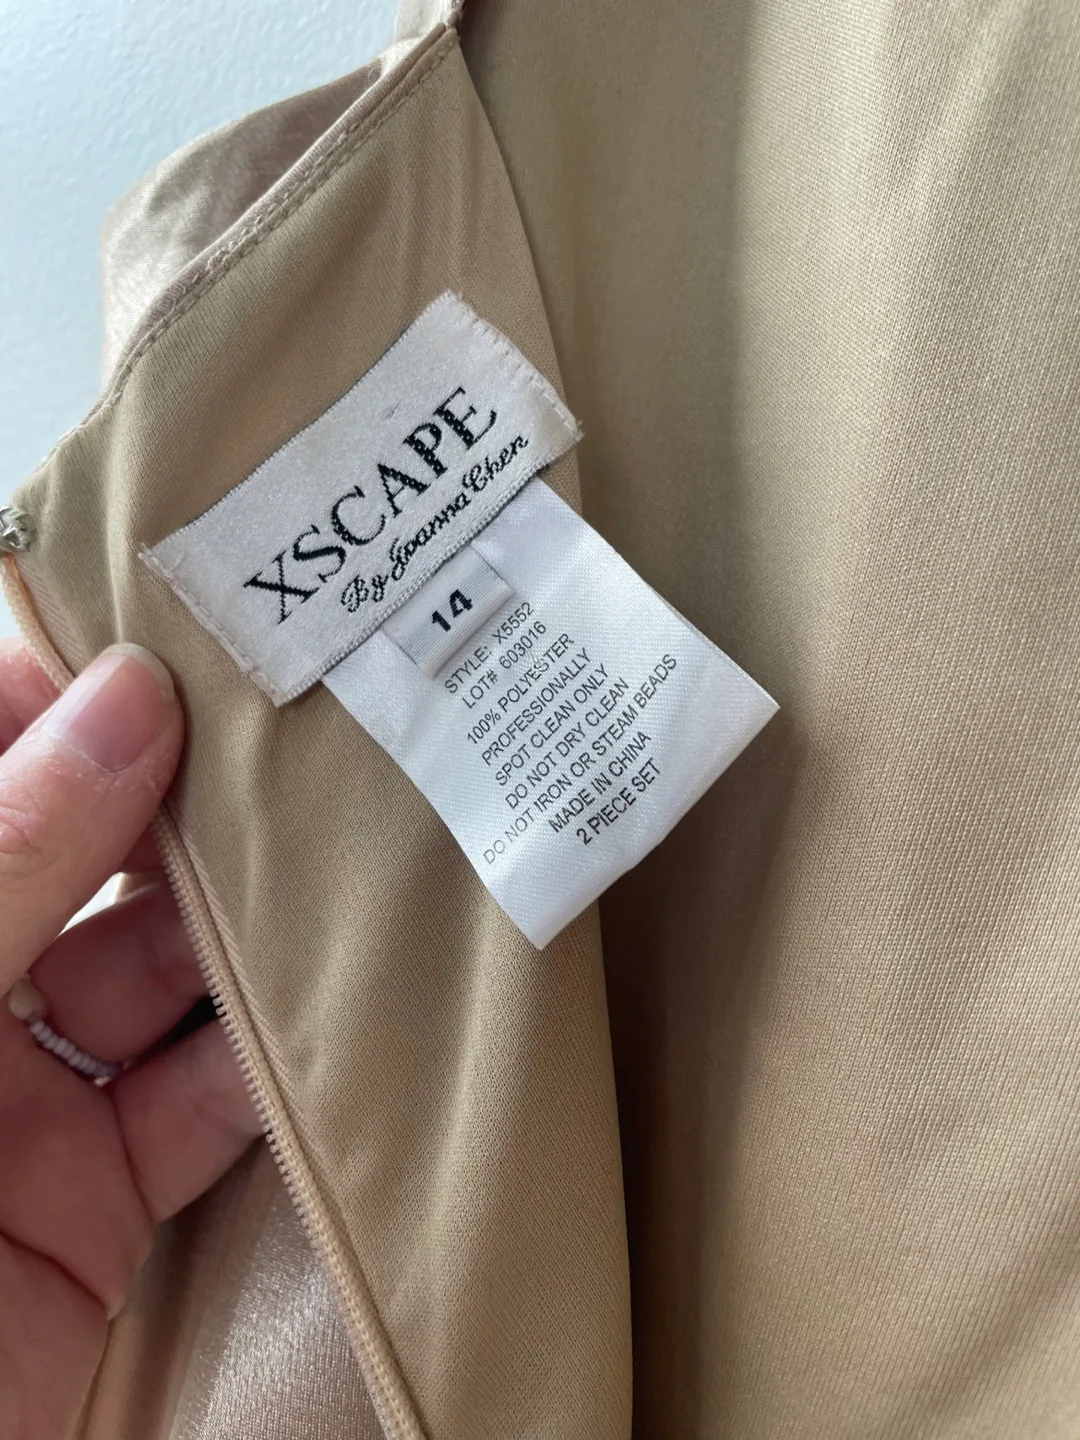 XSCAPE
By Joanna Chen
14
STYLE: X5552
LOT# 603016
100% POLYESTER
PROFESSIONALLY
SPOT CLEAN ONLY
DO NOT DRY CLEAN
DO NOT IRON OR STEAM BEADS
MADE IN CHINA
2 PIECE SET